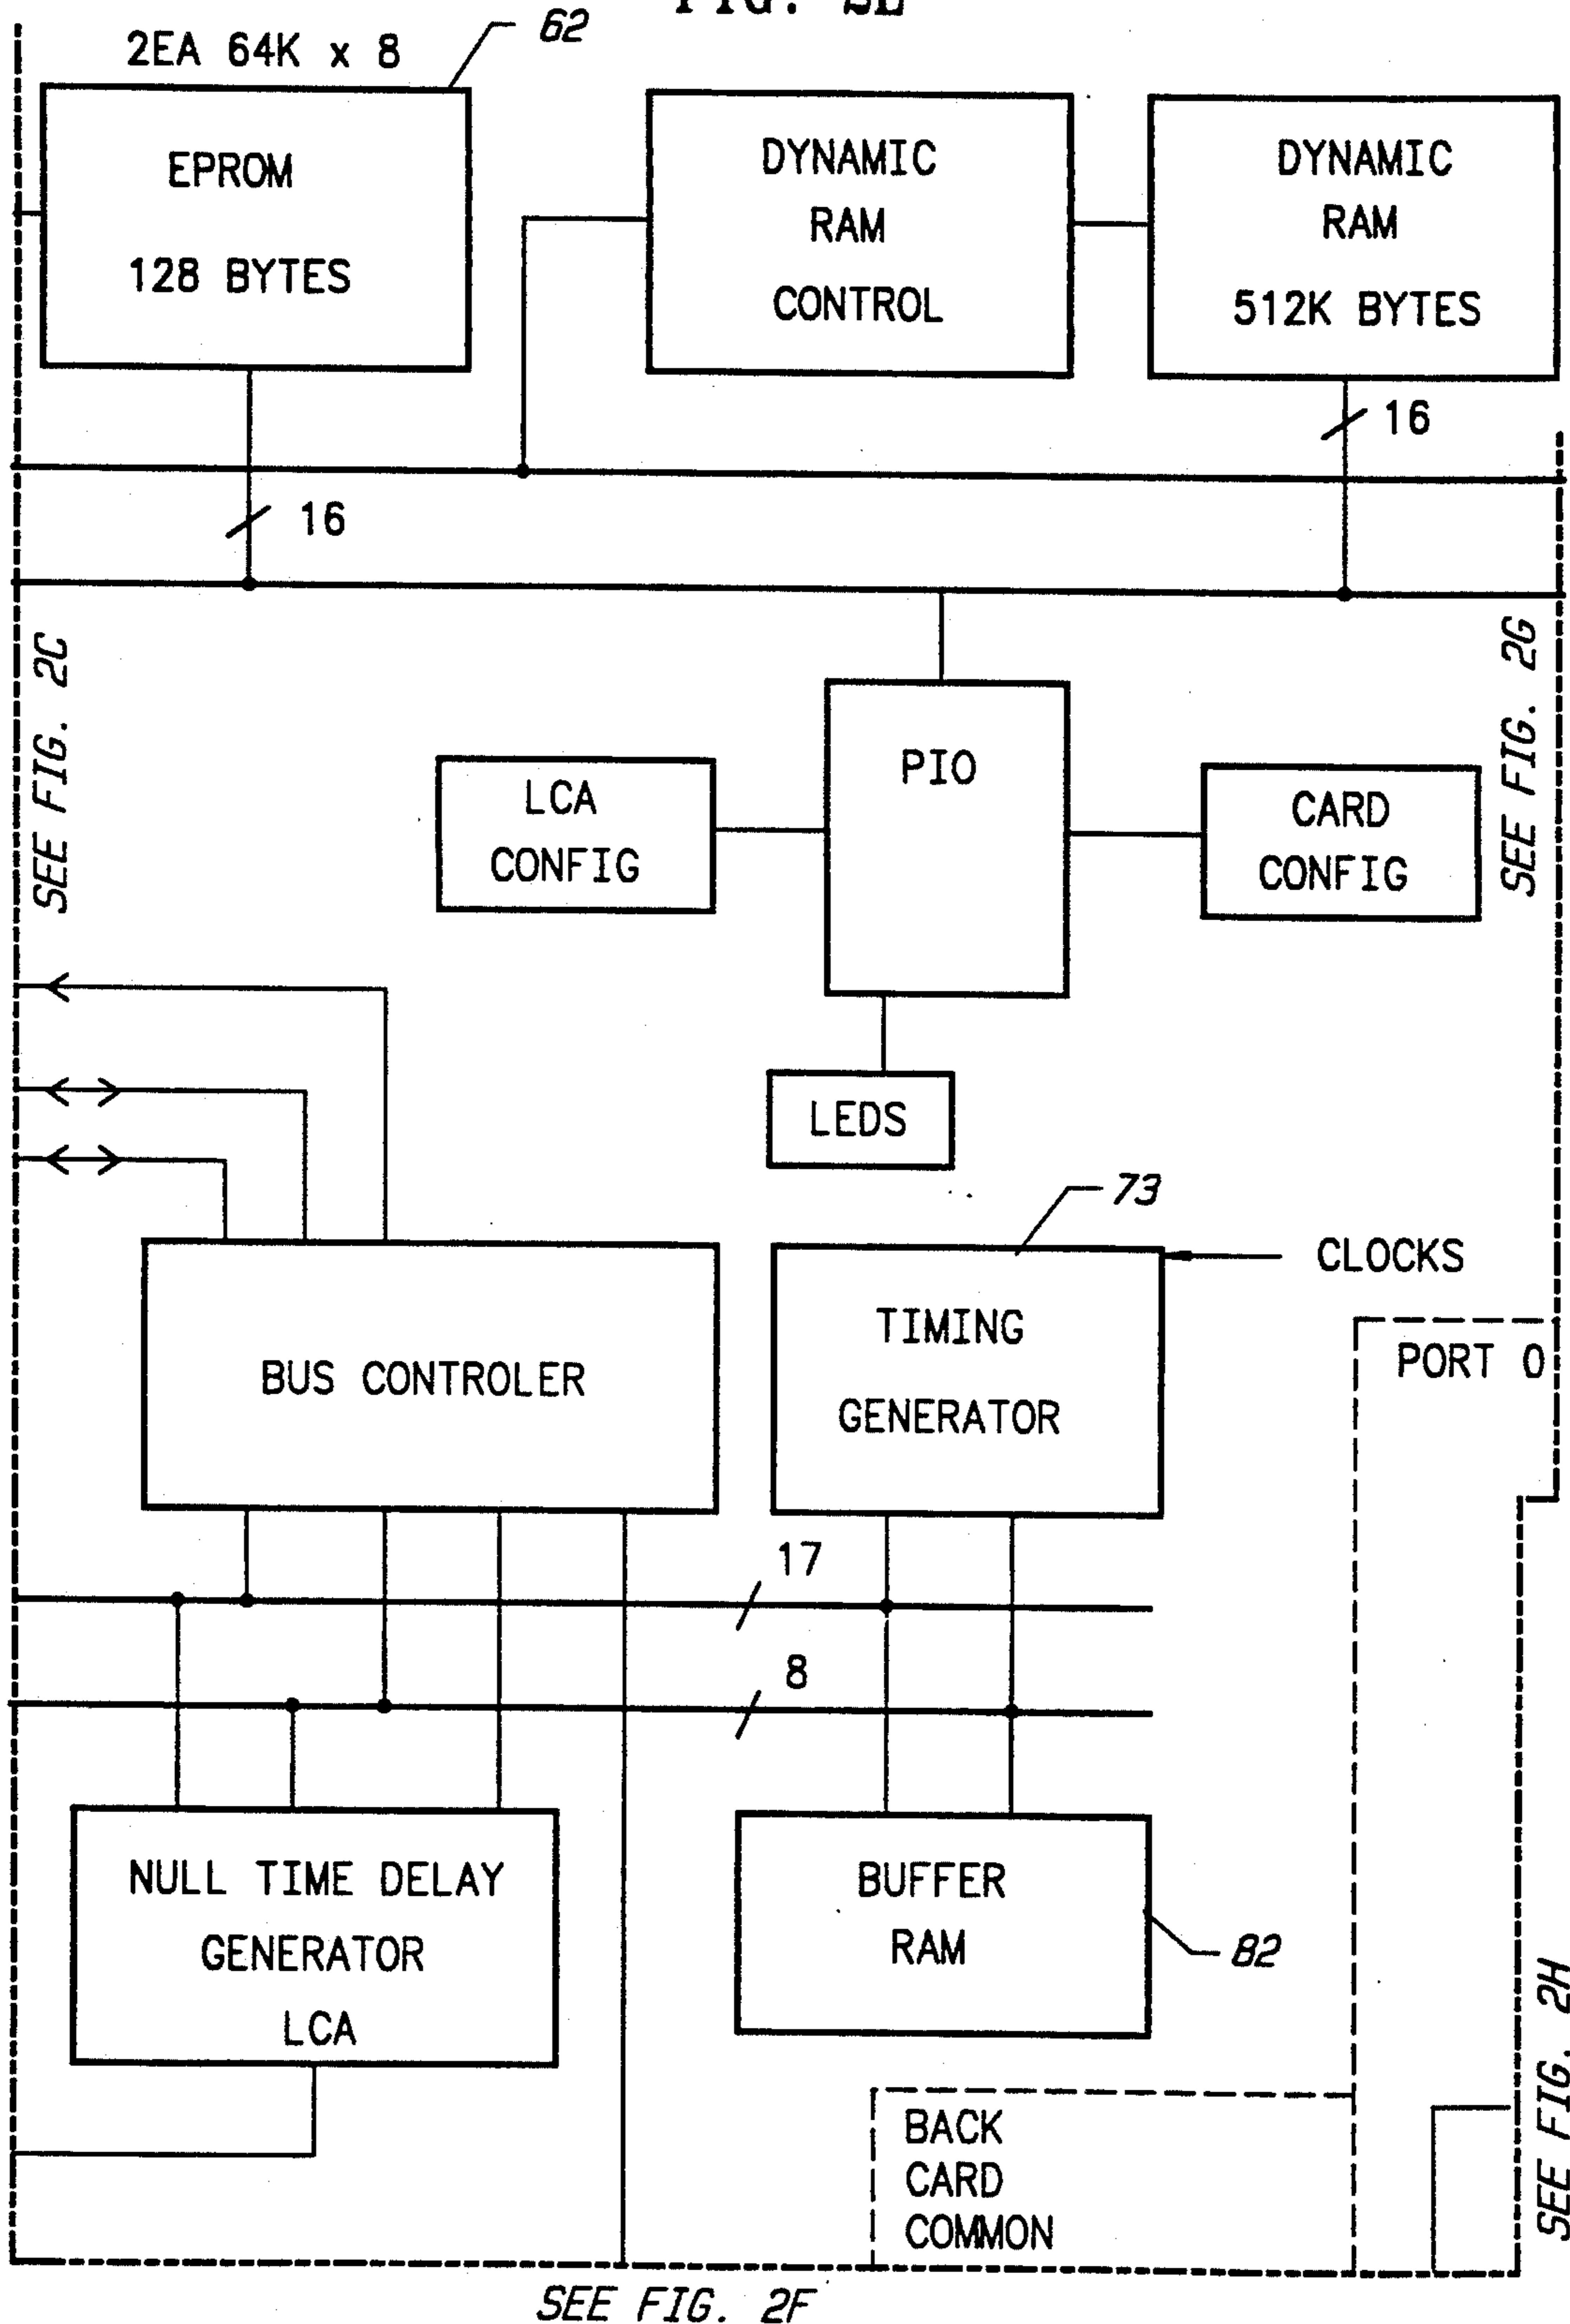 FIG. 2E
62
2EA 64K x 8
EPROM
128 BYTES
DYNAMIC
RAM
CONTROL
DYNAMIC
RAM
512K BYTES
16
16
SEE FIG. 2C
SEE FIG. 2G
PIO
LCA
CONFIG
CARD
CONFIG
LEDS
73
CLOCKS
BUS CONTROLER
TIMING
GENERATOR
PORT 0
17
8
NULL TIME DELAY
GENERATOR
LCA
BUFFER
RAM
82
BACK
CARD
COMMON
SEE FIG. 2H
SEE FIG. 2F